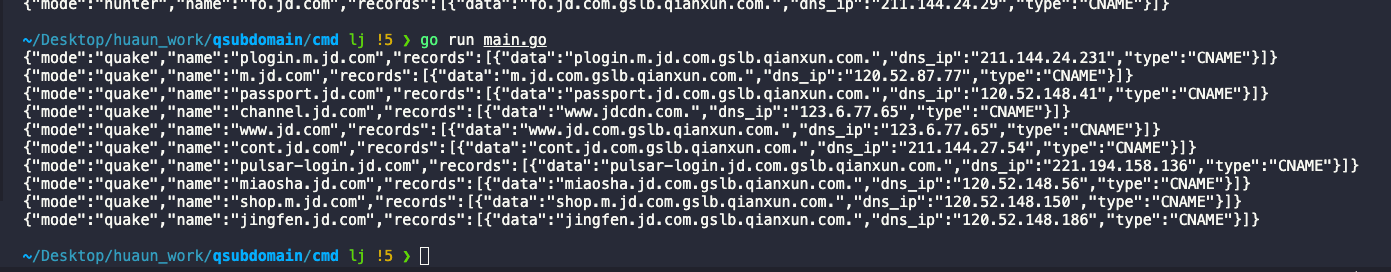 {"mode":"hunter","name":"fo.jd.com","records":[{"data":"fo.jd.com.gslb.qianxun.com.","dns_ip":"211.144.24.29","type":"CNAME"}]}
~/Desktop/huaun_work/qsubdomain/cmd lj !5 ❯ go run main.go
{"mode":"quake","name":"plogin.m.jd.com","records":[{"data":"plogin.m.jd.com.gslb.qianxun.com.","dns_ip":"211.144.24.231","type":"CNAME"}]}
{"mode":"quake","name":"m.jd.com","records":[{"data":"m.jd.com.gslb.qianxun.com.","dns_ip":"120.52.87.77","type":"CNAME"}]}
{"mode":"quake","name":"passport.jd.com","records":[{"data":"passport.jd.com.gslb.qianxun.com.","dns_ip":"120.52.148.41","type":"CNAME"}]}
{"mode":"quake","name":"channel.jd.com","records":[{"data":"www.jdcdn.com.","dns_ip":"123.6.77.65","type":"CNAME"}]}
{"mode":"quake","name":"www.jd.com","records":[{"data":"www.jd.com.gslb.qianxun.com.","dns_ip":"123.6.77.65","type":"CNAME"}]}
{"mode":"quake","name":"cont.jd.com","records":[{"data":"cont.jd.com.gslb.qianxun.com.","dns_ip":"211.144.27.54","type":"CNAME"}]}
{"mode":"quake","name":"pulsar-login.jd.com","records":[{"data":"pulsar-login.jd.com.gslb.qianxun.com.","dns_ip":"221.194.158.136","type":"CNAME"}]}
{"mode":"quake","name":"miaosha.jd.com","records":[{"data":"miaosha.jd.com.gslb.qianxun.com.","dns_ip":"120.52.148.56","type":"CNAME"}]}
{"mode":"quake","name":"shop.m.jd.com","records":[{"data":"shop.m.jd.com.gslb.qianxun.com.","dns_ip":"120.52.148.150","type":"CNAME"}]}
{"mode":"quake","name":"jingfen.jd.com","records":[{"data":"jingfen.jd.com.gslb.qianxun.com.","dns_ip":"120.52.148.186","type":"CNAME"}]}
~/Desktop/huaun_work/qsubdomain/cmd lj !5 ❯